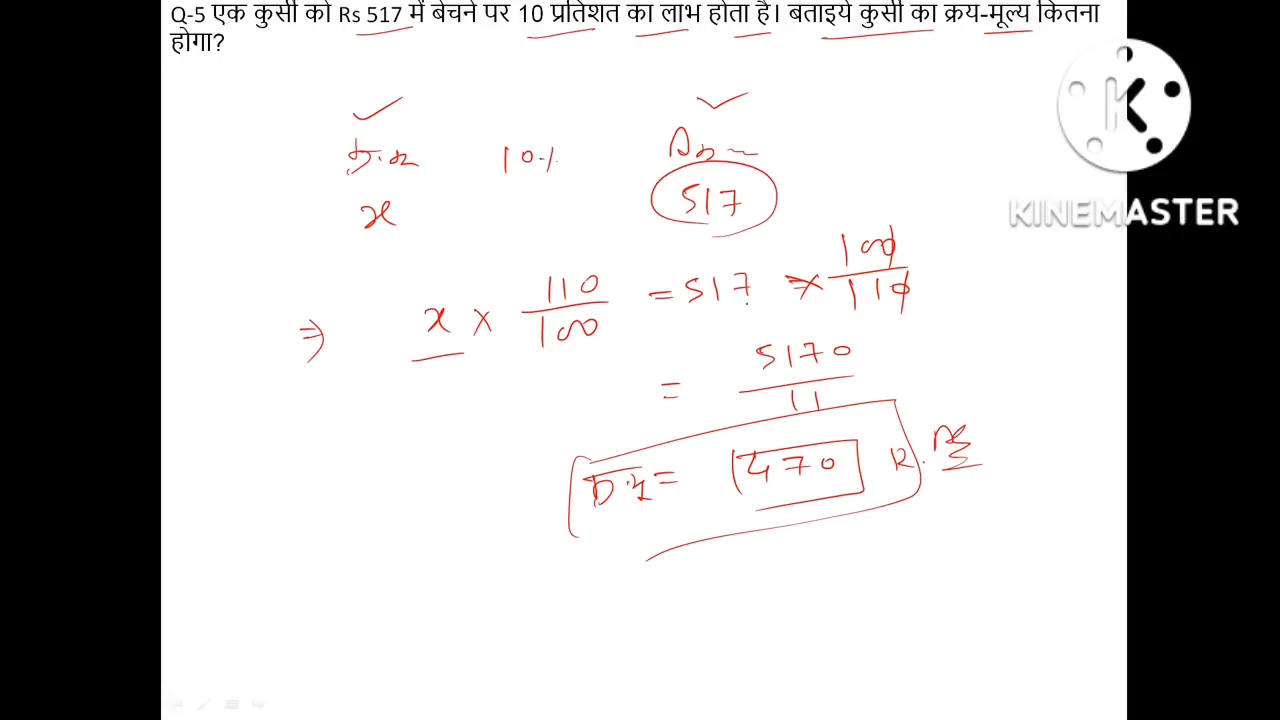 Q-5 एक कुर्सी को Rs 517 में बेचने पर 10 प्रतिशत का लाभ होता है। बताइये कुर्सी का क्रय-मूल्य कितना
होगा?
KINEMASTER
10%
x 517
⇒ x × 110/100 = 517 × 100/110
= 5170/11
= 470